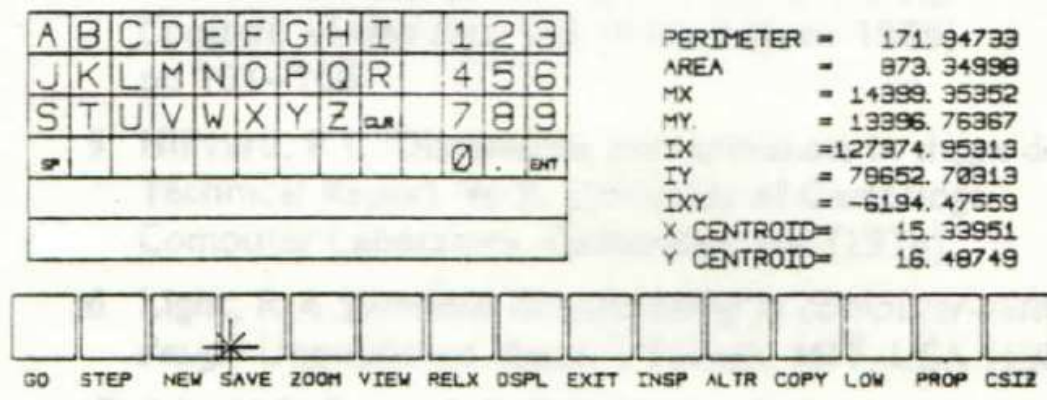 A B C D E F G H I 1 2 3
J K L M N O P Q R 4 5 6
S T U V W X Y Z CLR 7 8 9
SP 0 . ENT
PERIMETER = 171.94733
AREA = 873.34998
MX = 14399.35352
MY. = 13396.76367
IX =127374.95313
IY = 78652.70313
IXY = -6194.47559
X CENTROID= 15.33951
Y CENTROID= 16.48749
GO STEP NEW SAVE ZOOM VIEW RELX DSPL EXIT INSP ALTR COPY LOW PROP CSIZ